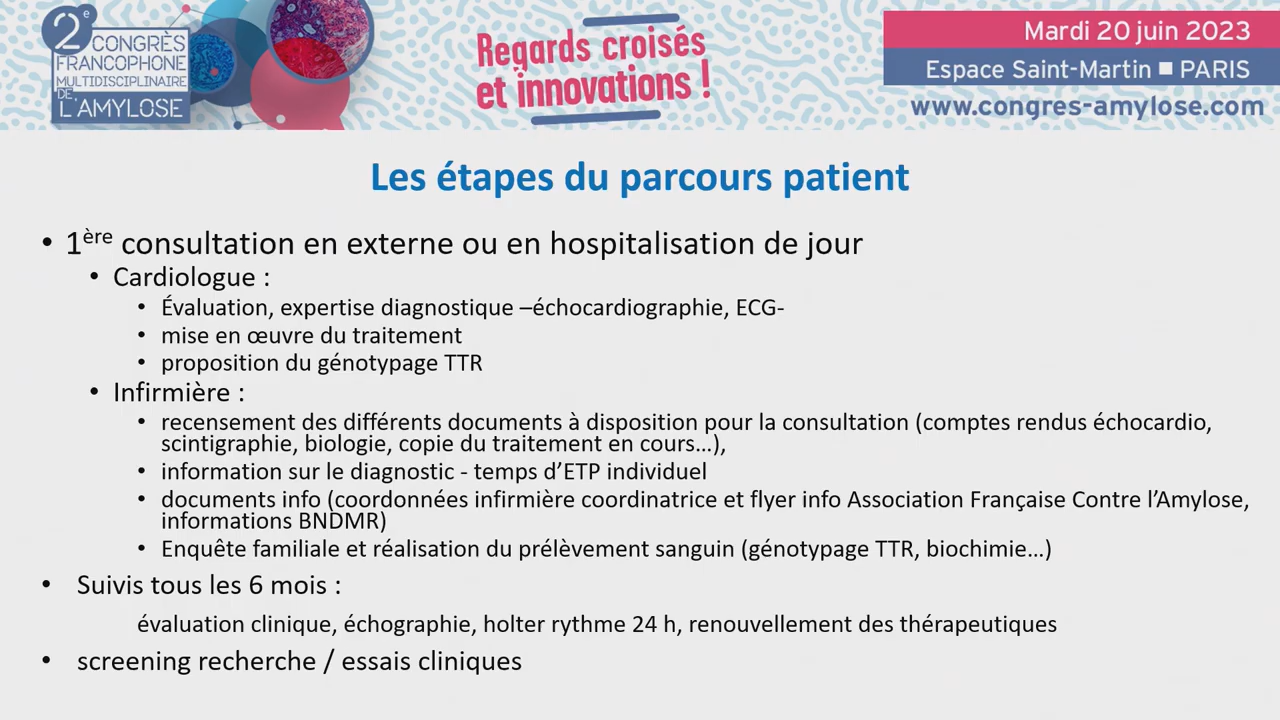 2e CONGRÈS
FRANCOPHONE
MULTIDISCIPLINAIRE
DE
L'AMYLOSE
Regards croisés
et innovations !
Mardi 20 juin 2023
Espace Saint-Martin ■ PARIS
www.congres-amylose.com
Les étapes du parcours patient
• 1ère consultation en externe ou en hospitalisation de jour
• Cardiologue :
• Évaluation, expertise diagnostique –échocardiographie, ECG-
• mise en œuvre du traitement
• proposition du génotypage TTR
• Infirmière :
• recensement des différents documents à disposition pour la consultation (comptes rendus échocardio,
scintigraphie, biologie, copie du traitement en cours…),
• information sur le diagnostic - temps d’ETP individuel
• documents info (coordonnées infirmière coordinatrice et flyer info Association Française Contre l’Amylose,
informations BNDMR)
• Enquête familiale et réalisation du prélèvement sanguin (génotypage TTR, biochimie…)
• Suivis tous les 6 mois :
évaluation clinique, échographie, holter rythme 24 h, renouvellement des thérapeutiques
• screening recherche / essais cliniques